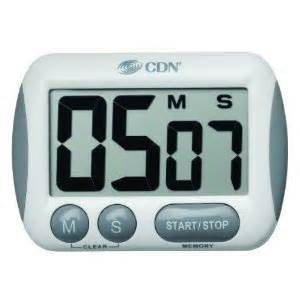 CDN®
M S
05 07
M S START/STOP
CLEAR MEMORY